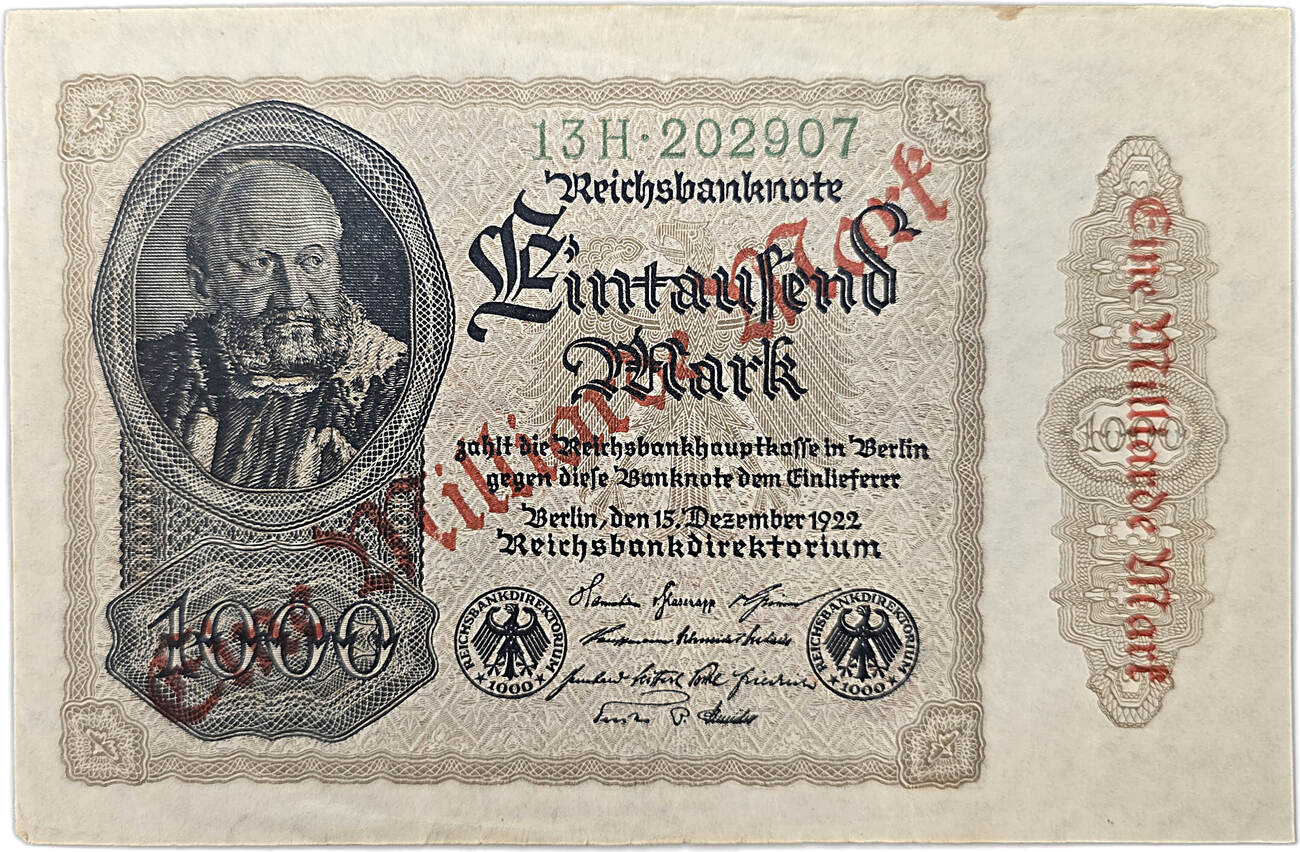 13H·202907
Reichsbanknote
Eintausend
Mark
zahlt die Reichsbankhauptkasse in Berlin
gegen diese Banknote dem Einlieferer
Berlin, den 15. Dezember 1922
Reichsbankdirektorium
1000
REICHSBANKDIREKTORIUM
1000
REICHSBANKDIREKTORIUM
1000
Eine Milliarde Mark
Eine Milliarde Mark
1000